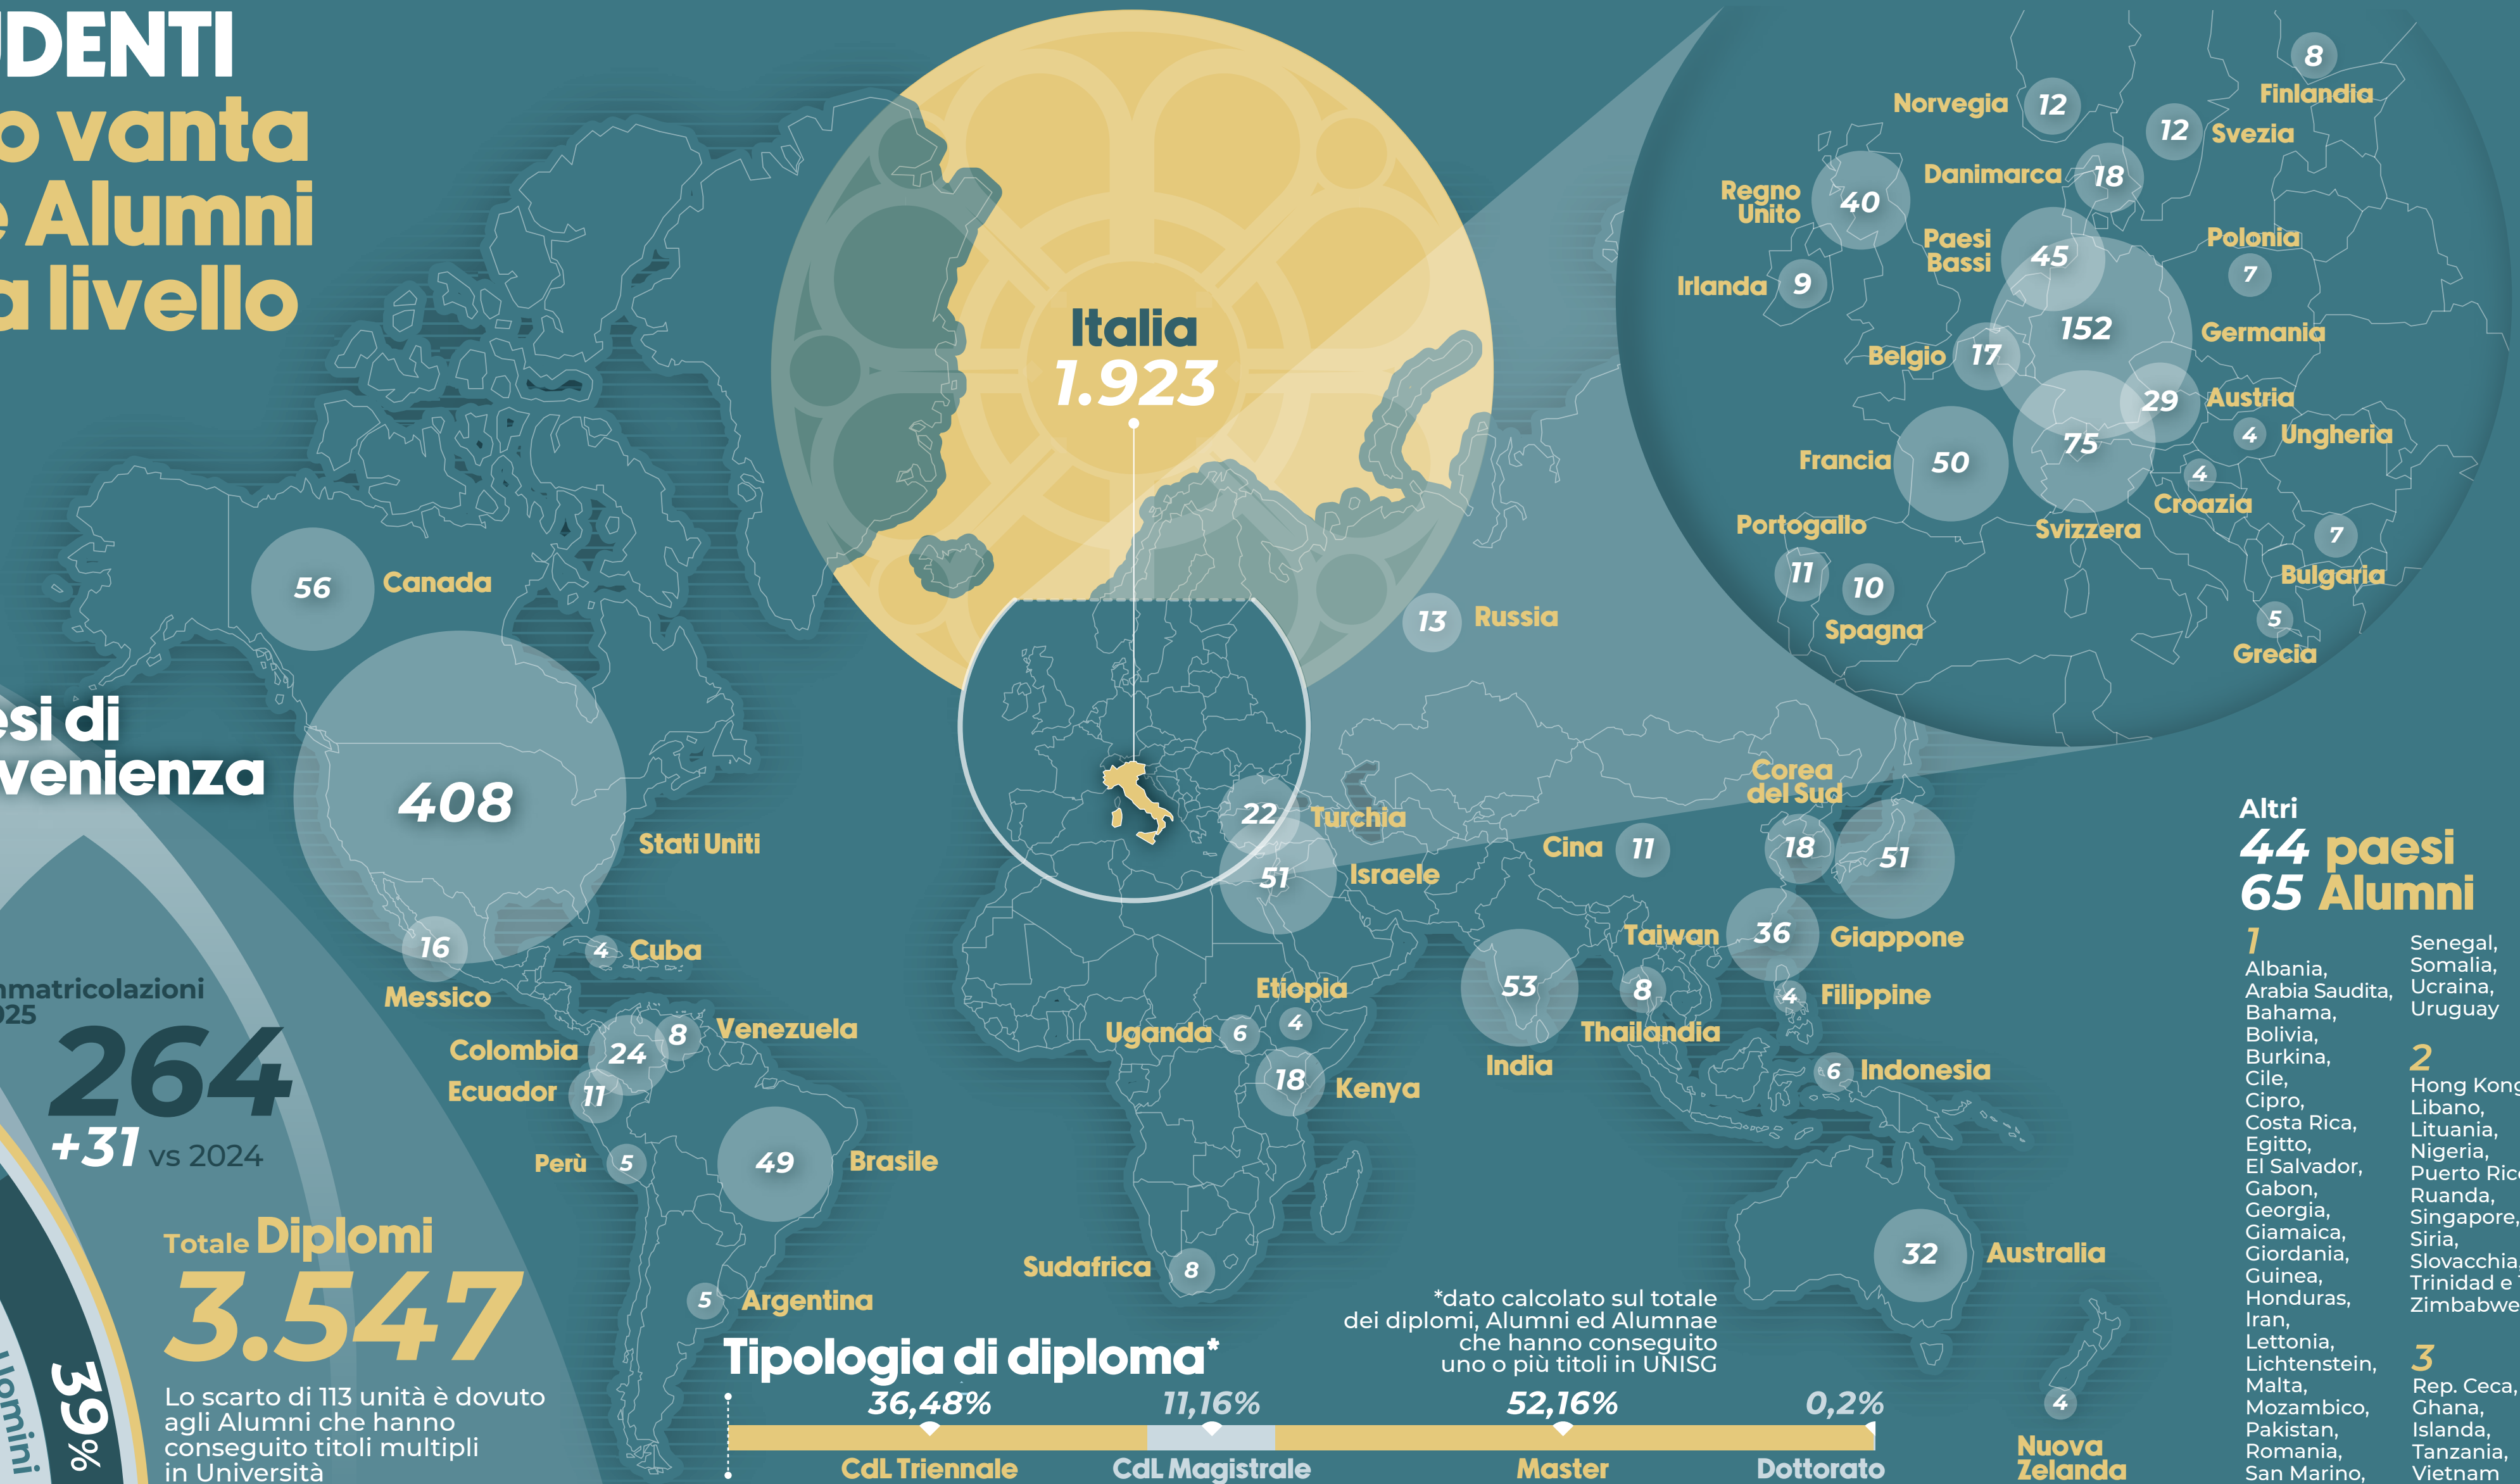 UDENTI
o vanta
e Alumni
a livello
Italia
1.923
Norvegia
12
8
Finlandia
12
Svezia
Regno
Unito
40
Danimarca
18
Paesi
Bassi
45
Polonia
7
Irlanda
9
152
Germania
Belgio
17
29
Austria
4
Ungheria
Francia
50
75
Svizzera
4
Croazia
Portogallo
11
10
Spagna
7
Bulgaria
5
Grecia
56
Canada
13
Russia
esi di
venienza
408
Stati Uniti
16
Messico
4
Cuba
22
Turchia
51
Israele
Cina
11
Corea
del Sud
18
51
Giappone
Taiwan
36
53
India
8
Thailandia
4
Filippine
6
Indonesia
Etiopia
4
Uganda
6
18
Kenya
Colombia
24
8
Venezuela
Ecuador
11
Perù
5
49
Brasile
5
Argentina
Sudafrica
8
32
Australia
4
Nuova
Zelanda
Altri
44 paesi
65 Alumni
1
Albania,
Arabia Saudita,
Bahama,
Bolivia,
Burkina,
Cile,
Cipro,
Costa Rica,
Egitto,
El Salvador,
Gabon,
Georgia,
Giamaica,
Giordania,
Guinea,
Honduras,
Iran,
Lettonia,
Lichtenstein,
Malta,
Mozambico,
Pakistan,
Romania,
San Marino,
Senegal,
Somalia,
Ucraina,
Uruguay
2
Hong Kong
Libano,
Lituania,
Nigeria,
Puerto Ric
Ruanda,
Singapore,
Siria,
Slovacchia,
Trinidad e
Zimbabwe
3
Rep. Ceca,
Ghana,
Islanda,
Tanzania,
Vietnam
mmatricolazioni
025
264
+31 vs 2024
Totale Diplomi
3.547
Lo scarto di 113 unità è dovuto
agli Alumni che hanno
conseguito titoli multipli
in Università
39%
Uomini
*dato calcolato sul totale
dei diplomi, Alumni ed Alumnae
che hanno conseguito
uno o più titoli in UNISG
Tipologia di diploma*
36,48%
11,16%
52,16%
0,2%
CdL Triennale
CdL Magistrale
Master
Dottorato